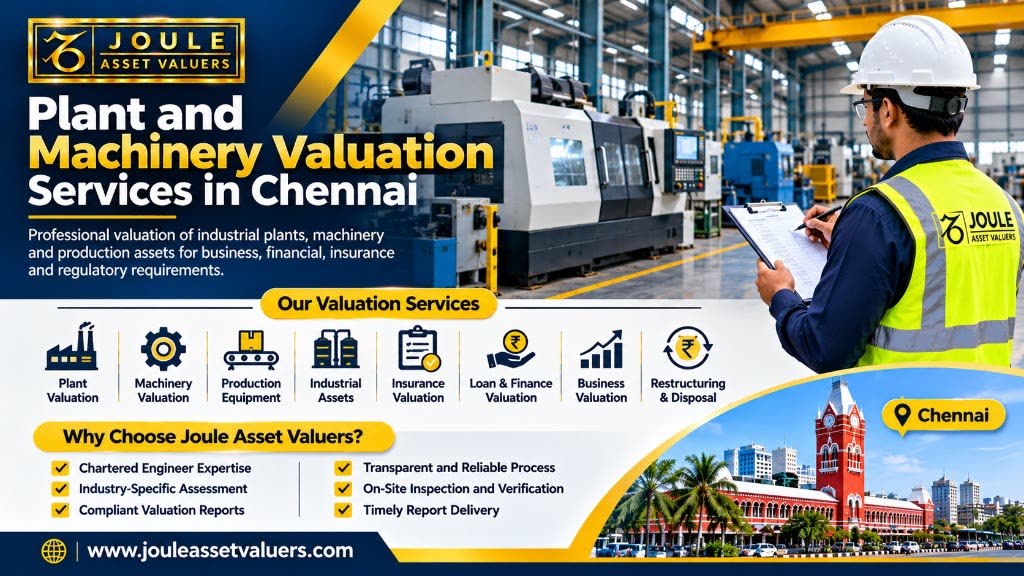 JOULE
ASSET VALUERS
Plant and
Machinery Valuation
Services in Chennai
Professional valuation of industrial plants, machinery
and production assets for business, financial, insurance
and regulatory requirements.
JOULE
ASSET VALUERS
Our Valuation Services
Plant
Valuation
Machinery
Valuation
Production
Equipment
Industrial
Assets
Insurance
Valuation
₹
Loan & Finance
Valuation
Business
Valuation
₹
Restructuring
& Disposal
Chennai
Why Choose Joule Asset Valuers?
Chartered Engineer Expertise
Industry-Specific Assessment
Compliant Valuation Reports
Transparent and Reliable Process
On-Site Inspection and Verification
Timely Report Delivery
www.jouleassetvaluers.com